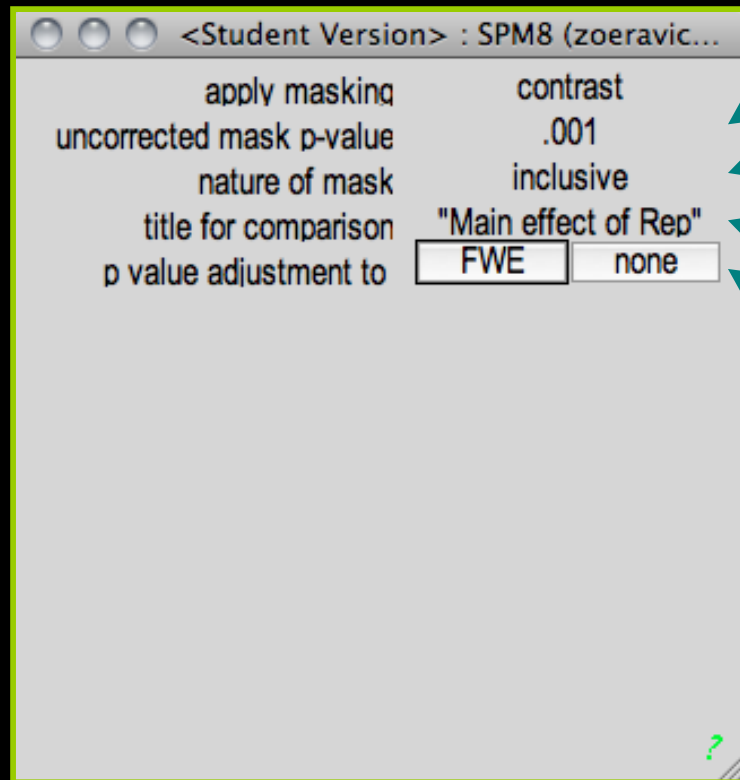 <Student Version> : SPM8 (zoeravic...
apply masking contrast
uncorrected mask p-value .001
nature of mask inclusive
title for comparison "Main effect of Rep"
p value adjustment to FWE none
?